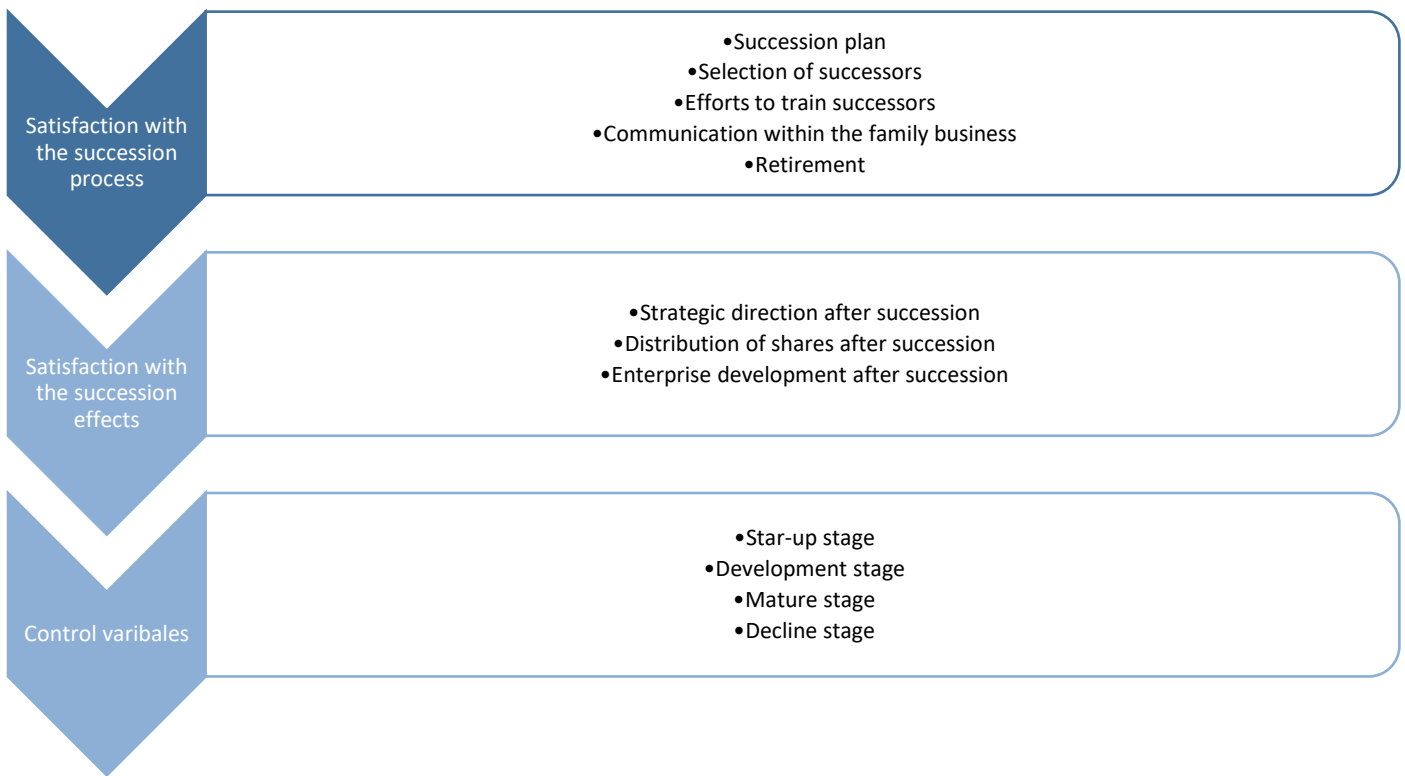 Satisfaction with
the succession
process
•Succession plan
•Selection of successors
•Efforts to train successors
•Communication within the family business
•Retirement
Satisfaction with
the succession
effects
•Strategic direction after succession
•Distribution of shares after succession
•Enterprise development after succession
Control varibales
•Star-up stage
•Development stage
•Mature stage
•Decline stage